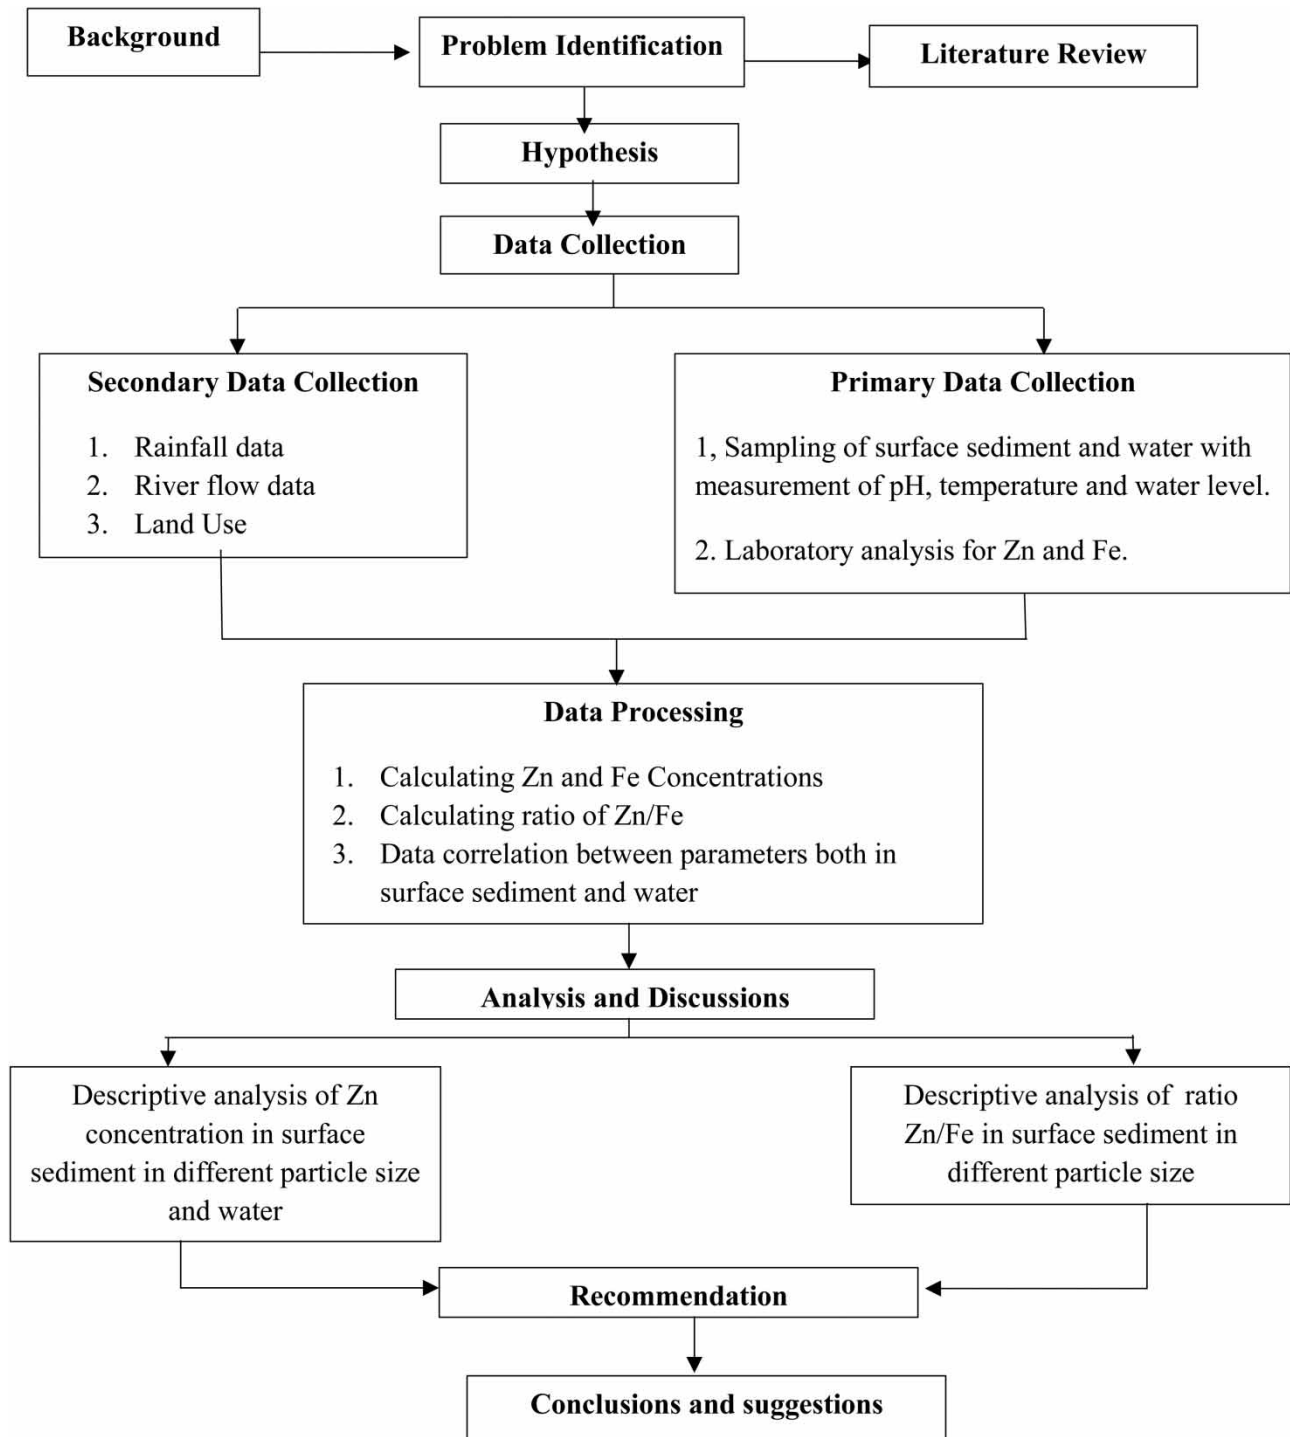 Background
Problem Identification
Literature Review
Hypothesis
Data Collection
Secondary Data Collection
1. Rainfall data
2. River flow data
3. Land Use
Primary Data Collection
1, Sampling of surface sediment and water with
measurement of pH, temperature and water level.
2. Laboratory analysis for Zn and Fe.
Data Processing
1. Calculating Zn and Fe Concentrations
2. Calculating ratio of Zn/Fe
3. Data correlation between parameters both in
surface sediment and water
Analysis and Discussions
Descriptive analysis of Zn
concentration in surface
sediment in different particle size
and water
Descriptive analysis of ratio
Zn/Fe in surface sediment in
different particle size
Recommendation
Conclusions and suggestions